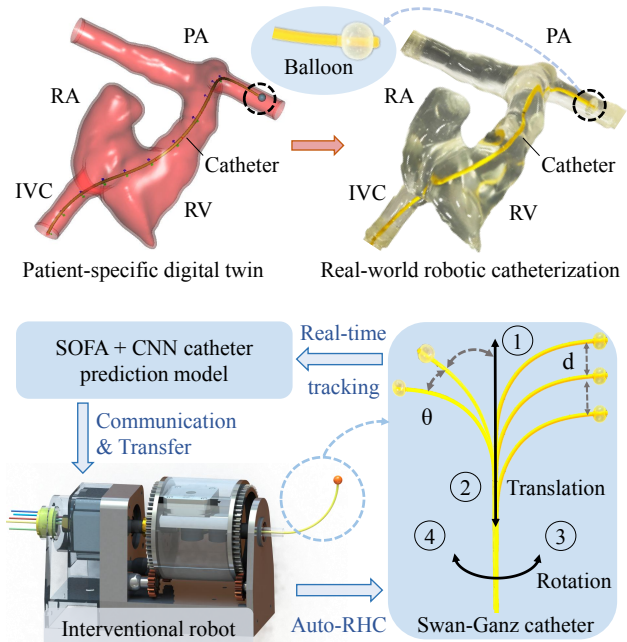 PA
Balloon
PA
RA
RA
Catheter
Catheter
IVC
RV
IVC
RV
Patient-specific digital twin
Real-world robotic catheterization
SOFA + CNN catheter
prediction model
Real-time
tracking
Communication
& Transfer
1
d
θ
2
Translation
4
3
Rotation
Interventional robot
Auto-RHC
Swan-Ganz catheter